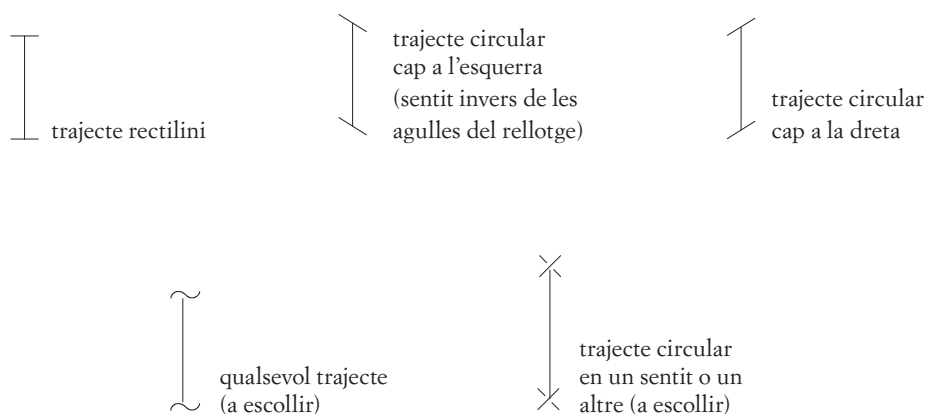 trajecte rectilini
trajecte circular
cap a l'esquerra
(sentit invers de les
agulles del rellotge)
trajecte circular
cap a la dreta
qualsevol trajecte
(a escollir)
trajecte circular
en un sentit o un
altre (a escollir)